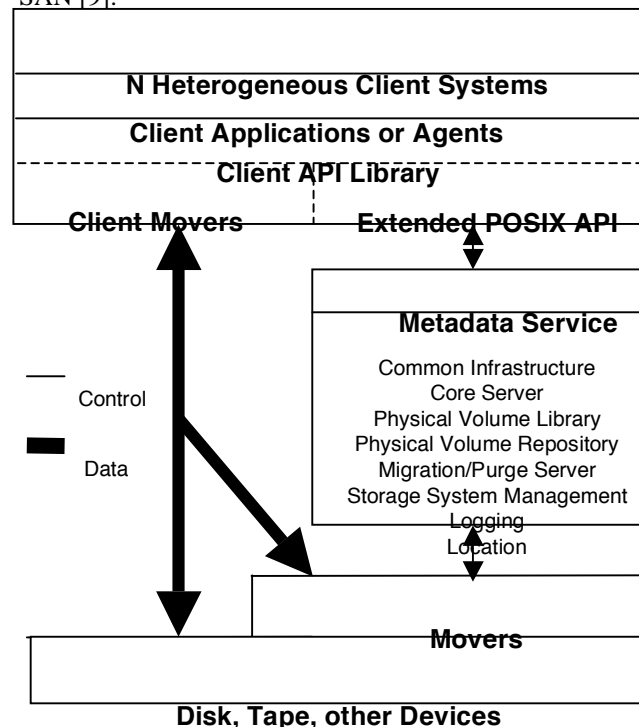 SAN [9].
N Heterogeneous Client Systems
Client Applications or Agents
Client API Library
Client Movers
Extended POSIX API
Metadata Service
Common Infrastructure
Core Server
Physical Volume Library
Physical Volume Repository
Migration/Purge Server
Storage System Management
Logging
Location
Control
Data
Movers
Disk, Tape, other Devices